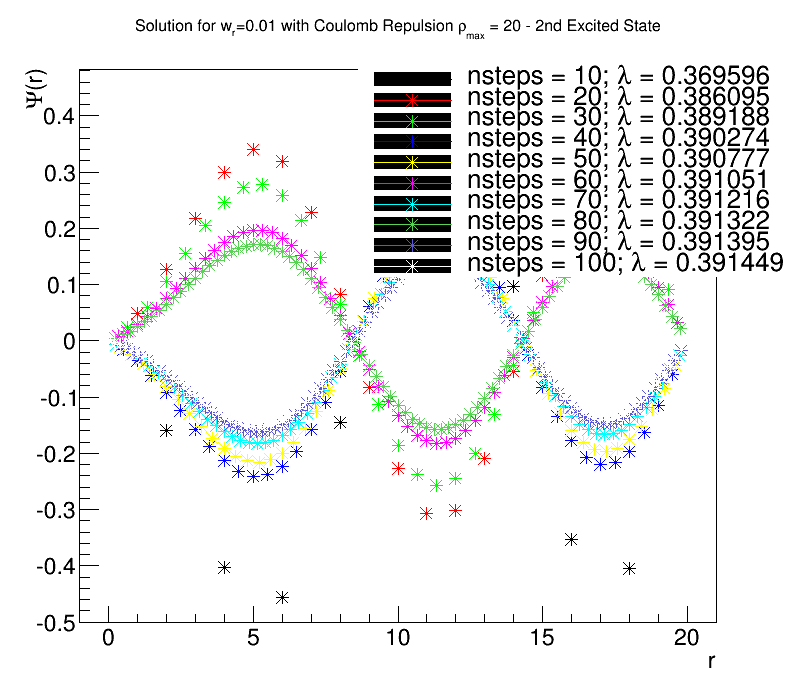 Solution for w_r=0.01 with Coulomb Repulsion ρ_max = 20 - 2nd Excited State
Ψ(r)
nsteps = 10; λ = 0.369596
nsteps = 20; λ = 0.386095
nsteps = 30; λ = 0.389188
nsteps = 40; λ = 0.390274
nsteps = 50; λ = 0.390777
nsteps = 60; λ = 0.391051
nsteps = 70; λ = 0.391216
nsteps = 80; λ = 0.391322
nsteps = 90; λ = 0.391395
nsteps = 100; λ = 0.391449
0.4
0.3
0.2
0.1
0
-0.1
-0.2
-0.3
-0.4
-0.5
0 5 10 15 20
r